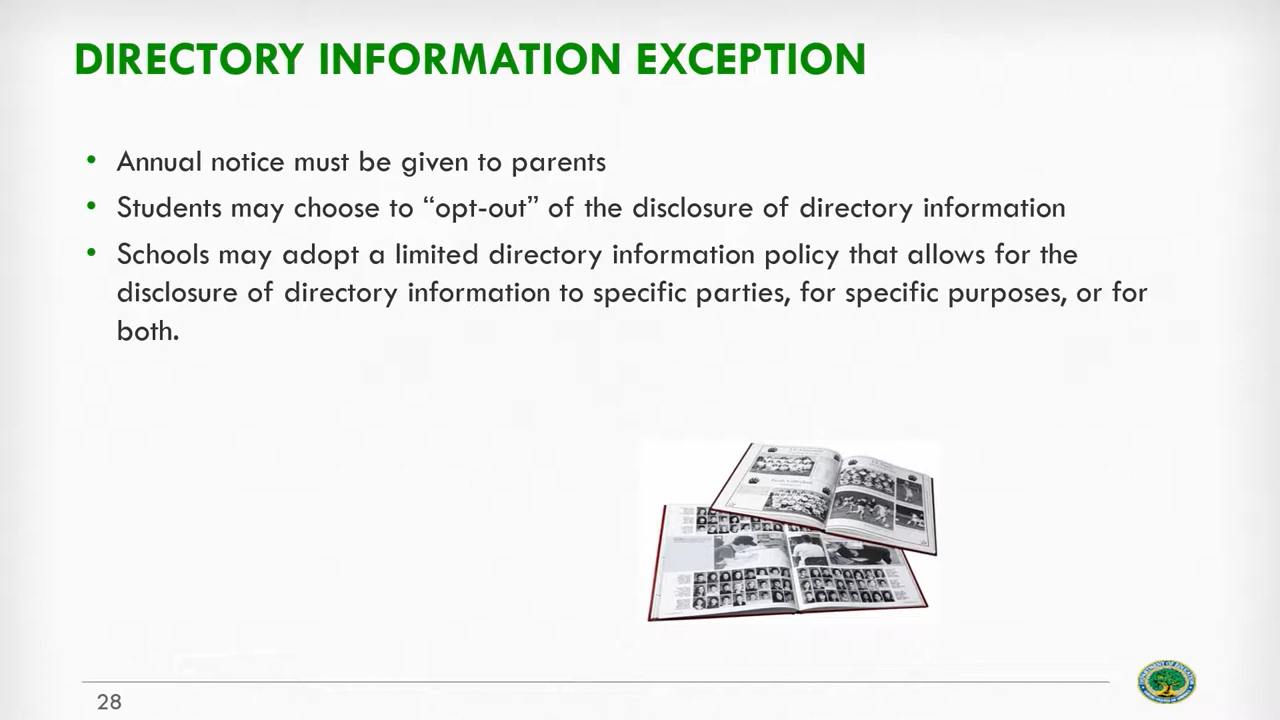 DIRECTORY INFORMATION EXCEPTION
• Annual notice must be given to parents
• Students may choose to “opt-out” of the disclosure of directory information
• Schools may adopt a limited directory information policy that allows for the
disclosure of directory information to specific parties, for specific purposes, or for
both.
28